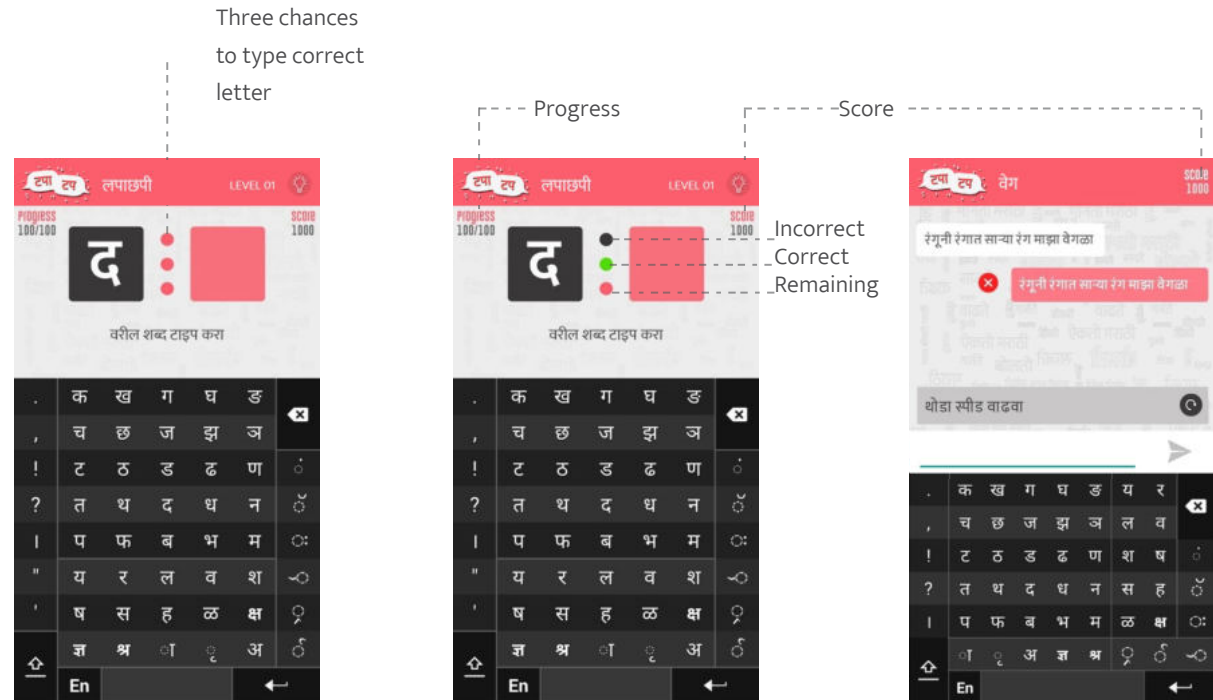 Three chances
to type correct
letter
Progress
Score
टपा टप लपाछपी LEVEL 01
Progress
100/100
SCORE
1000
द
वरील शब्द टाइप करा
. क ख ग घ ङ
, च छ ज झ ञ
! ट ठ ड ढ ण ं
? त थ द ध न ॅ
। प फ ब भ म ः
" य र ल व श
' ष स ह ळ क्ष ़
ज्ञ श्र ा ृ अ
En
टपा टप लपाछपी LEVEL 01
Progress
100/100
SCORE
1000
द
Incorrect
Correct
Remaining
वरील शब्द टाइप करा
. क ख ग घ ङ
, च छ ज झ ञ
! ट ठ ड ढ ण ं
? त थ द ध न ॅ
। प फ ब भ म ः
" य र ल व श
' ष स ह ळ क्ष ़
ज्ञ श्र ा ृ अ
En
टपा टप वेग
SCORE
1000
रंगूनी रंगात साऱ्या रंग माझा वेगळा
रंगूनी रंगात साऱ्या रंग माझा वेगळा
थोडा स्पीड वाढवा
. क ख ग घ ङ य र
, च छ ज झ ञ ल व
! ट ठ ड ढ ण श ष ं
? त थ द ध न स ह ॅ
। प फ ब भ म ळ क्ष ः
ा ृ अ ज्ञ श्र
En